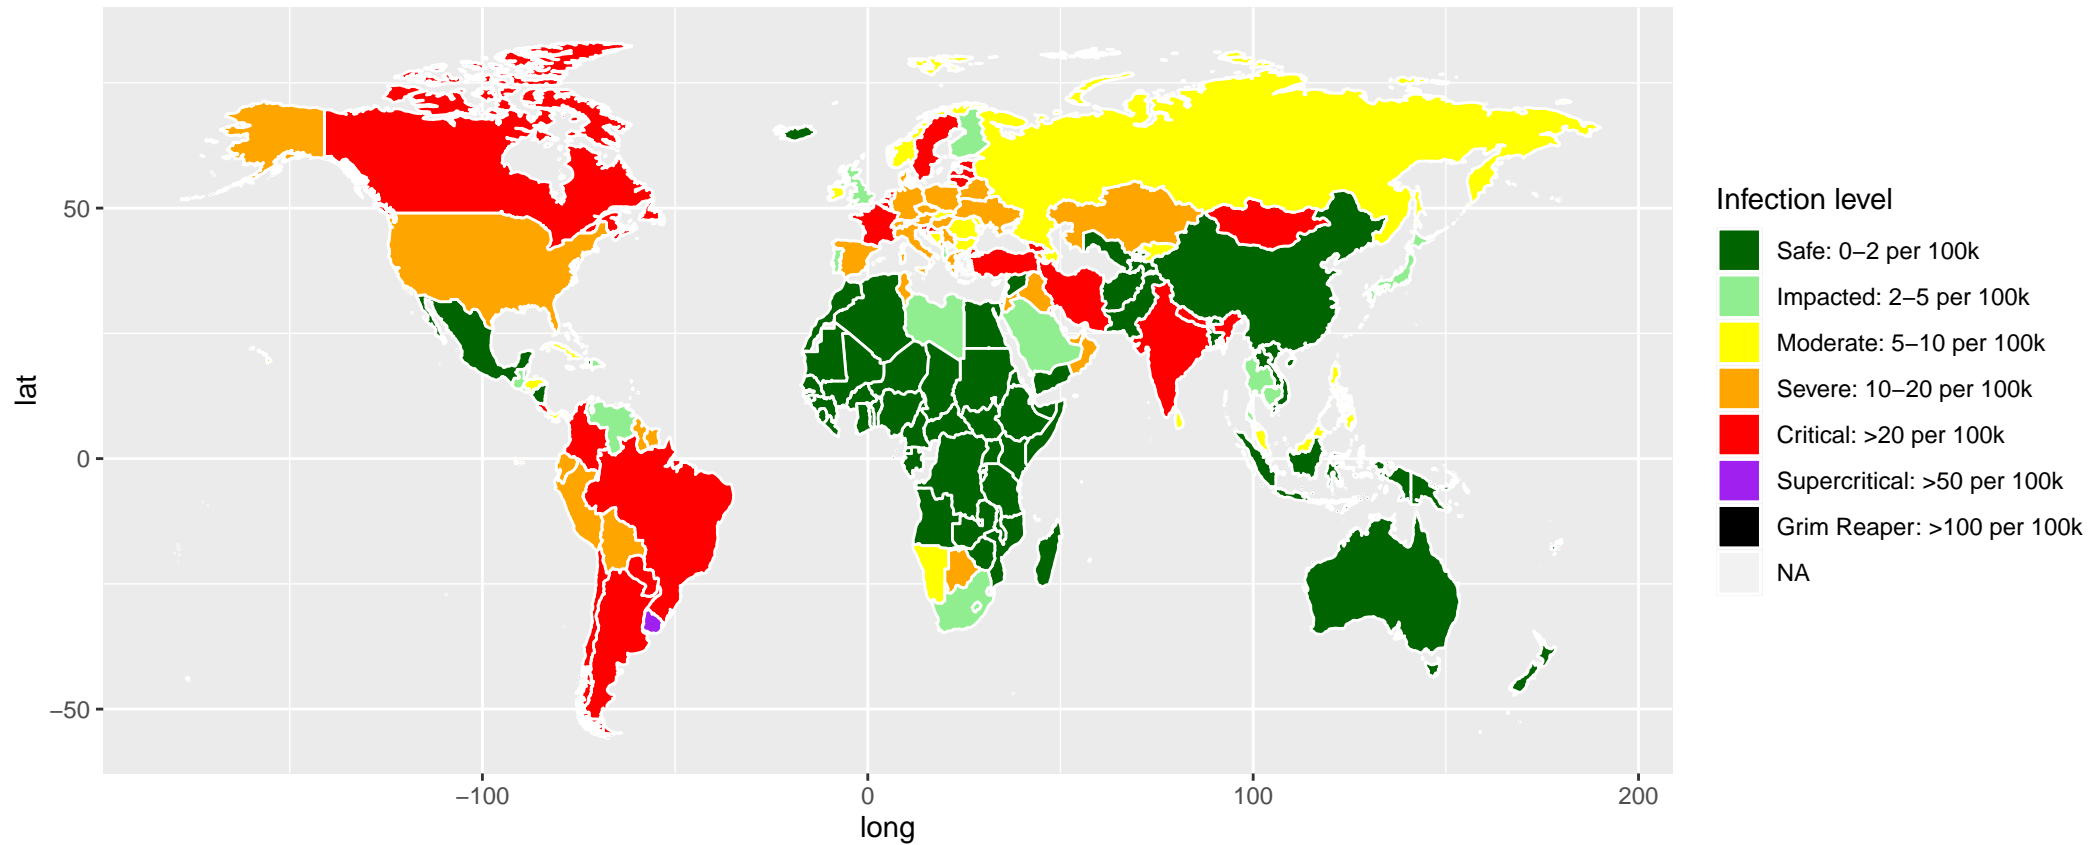 50
0
−50
lat
−100
0
100
200
long
Infection level
Safe: 0−2 per 100k
Impacted: 2−5 per 100k
Moderate: 5−10 per 100k
Severe: 10−20 per 100k
Critical: >20 per 100k
Supercritical: >50 per 100k
Grim Reaper: >100 per 100k
NA